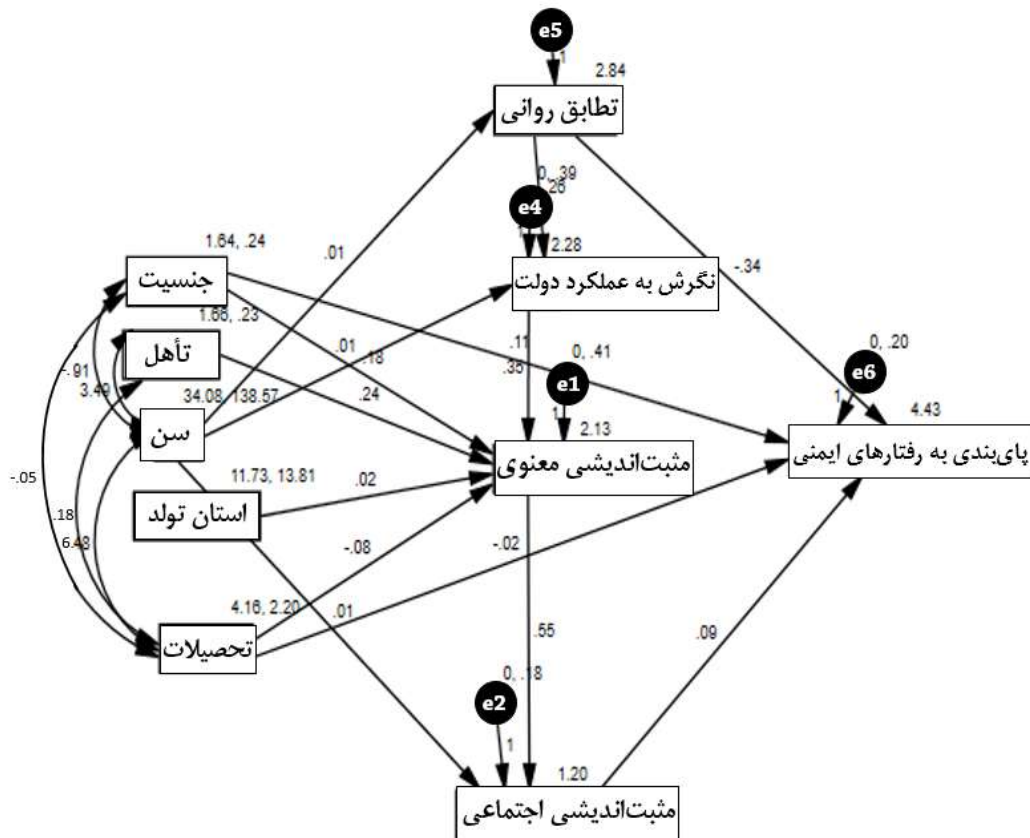 e5
1
2.84
تطابق روانی
0, .39
.26
e4
1
2.28
نگرش به عملکرد دولت
1.64, .24
.01
-.34
جنسیت
1.66, .23
تأهل
.01
.18
.11
.35
0, .41
e1
0, .20
e6
-.91
3.49
34.08, 138.57
.24
1
2.13
1
4.43
سن
مثبت‌اندیشی معنوی
پای‌بندی به رفتارهای ایمنی
11.73, 13.81
.02
-.05
استان تولد
.18
6.43
-.08
-.02
4.16, 2.20
.01
تحصیلات
.55
.09
0, .18
e2
1
1.20
مثبت‌اندیشی اجتماعی